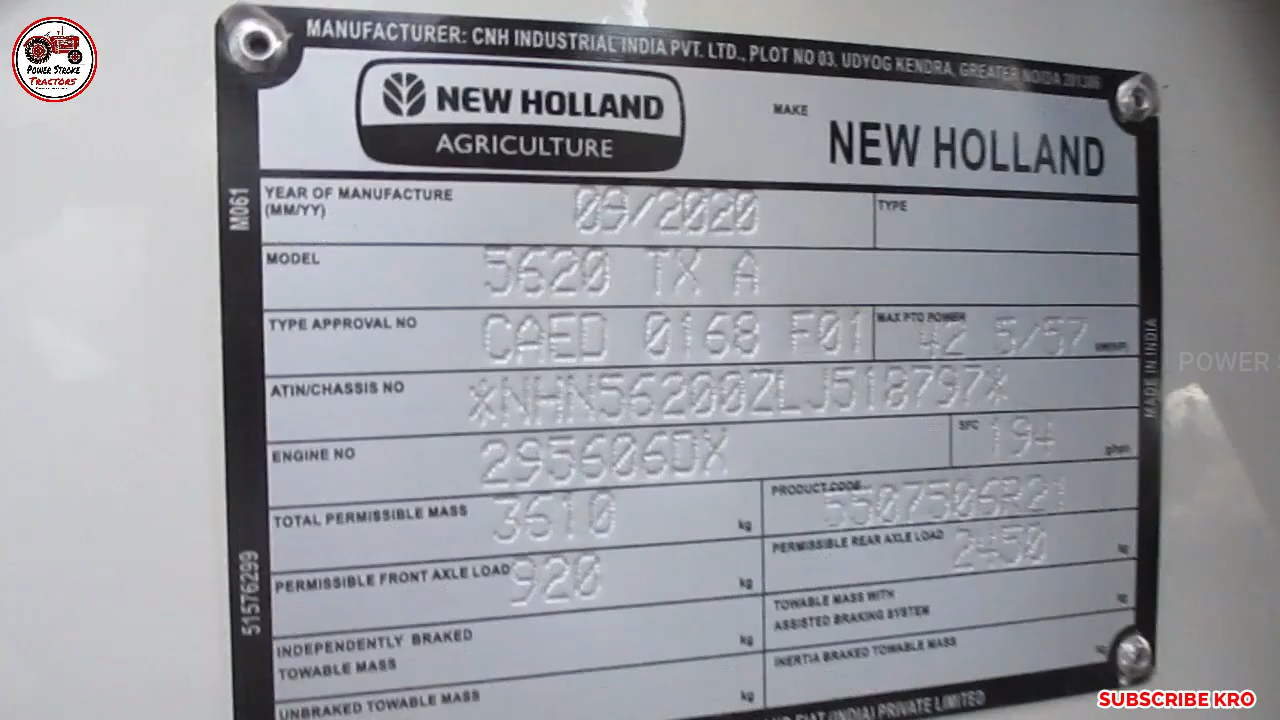 POWER STROKE
TRACTORS
MANUFACTURER: CNH INDUSTRIAL INDIA PVT. LTD., PLOT NO 03, UDYOG KENDRA, GREATER NOIDA 201306
NEW HOLLAND
AGRICULTURE
MAKE
NEW HOLLAND
M061
YEAR OF MANUFACTURE
(MM/YY)
09/2020
TYPE
MODEL
5620 TX A
TYPE APPROVAL NO
CAED 0168 F01
MAX PTO POWER
42 5/57
ATIN/CHASSIS NO
*NHN56200ZLJ518797*
MADE IN INDIA
POWER
ENGINE NO
295606DX
SFC
194
TOTAL PERMISSIBLE MASS
3610
kg
PRODUCT CODE
5507506R21
PERMISSIBLE FRONT AXLE LOAD
920
kg
PERMISSIBLE REAR AXLE LOAD
2450
kg
51576299
INDEPENDENTLY BRAKED
TOWABLE MASS
kg
TOWABLE MASS WITH
ASSISTED BRAKING SYSTEM
kg
UNBRAKED TOWABLE MASS
kg
INERTIA BRAKED TOWABLE MASS
kg
FIAT (INDIA) PRIVATE LIMITED
SUBSCRIBE KRO